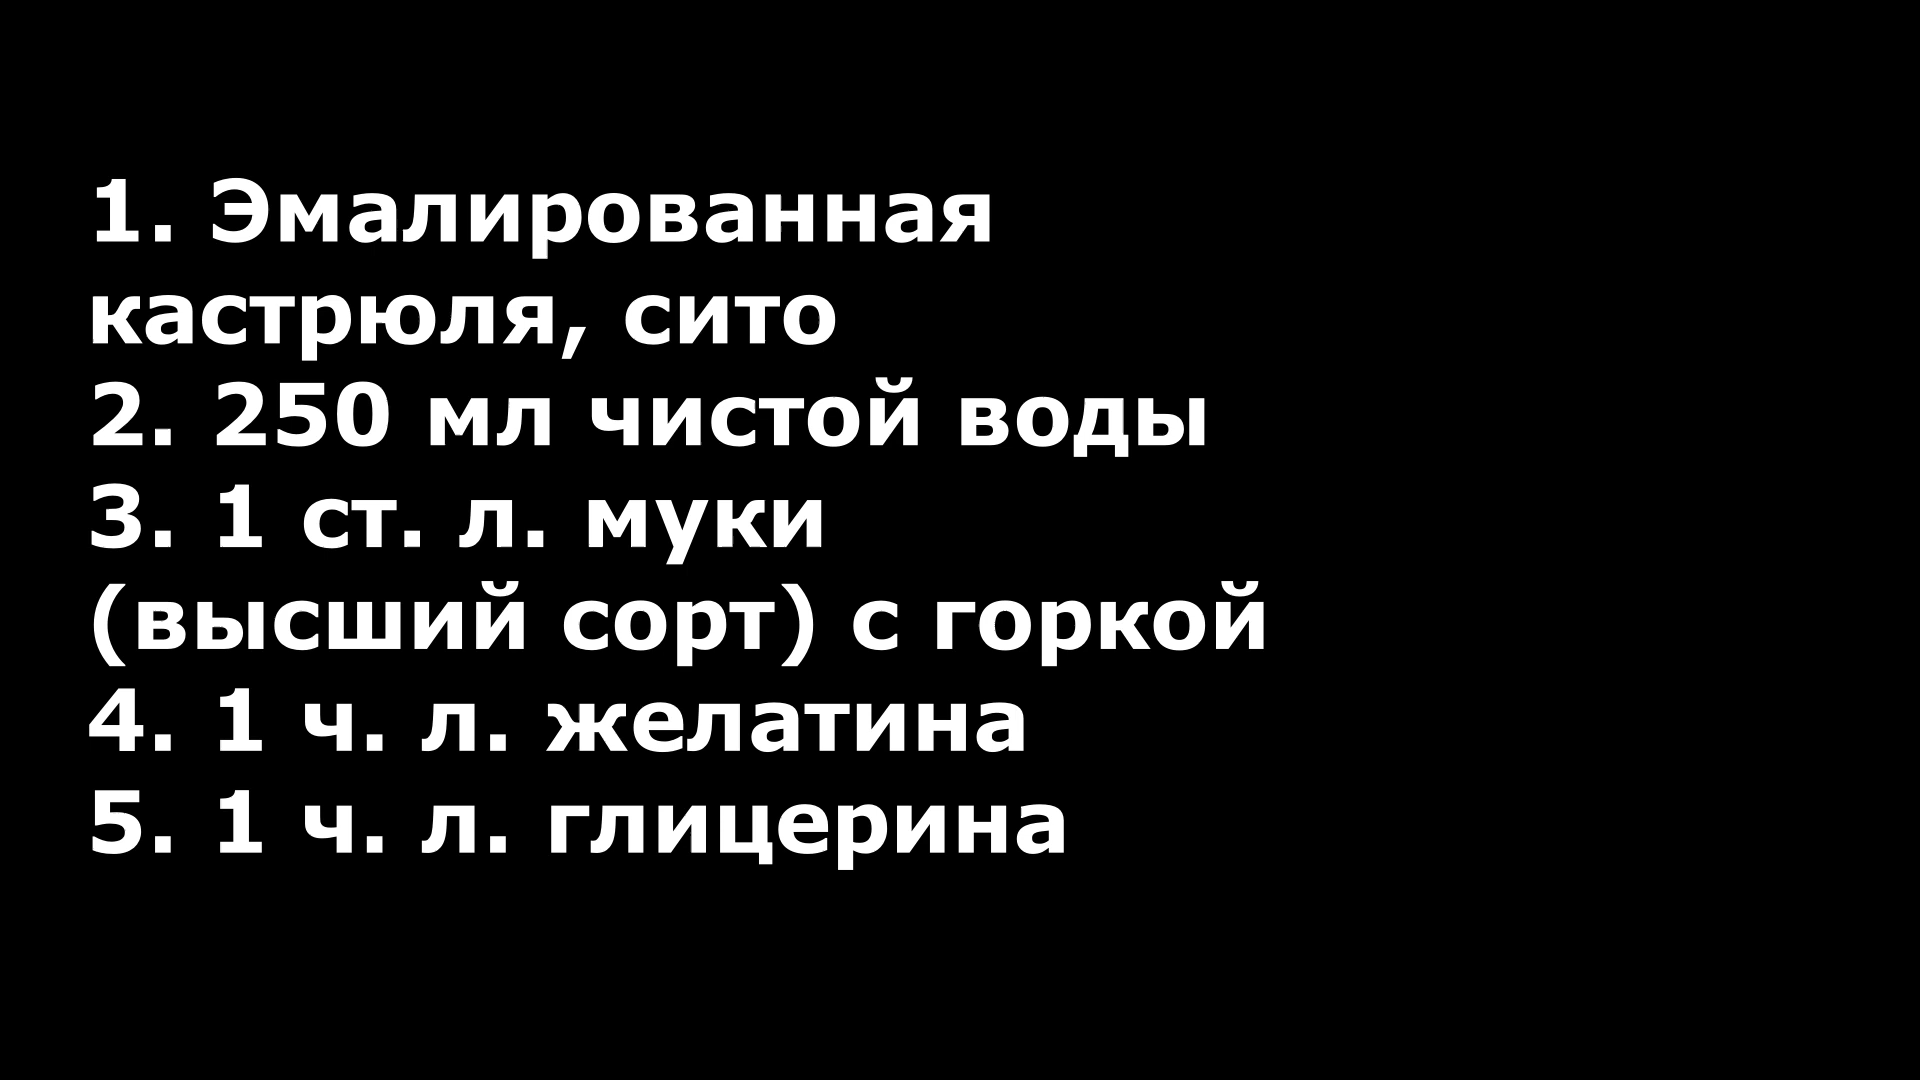 1. Эмалированная
кастрюля, сито
2. 250 мл чистой воды
3. 1 ст. л. муки
(высший сорт) с горкой
4. 1 ч. л. желатина
5. 1 ч. л. глицерина